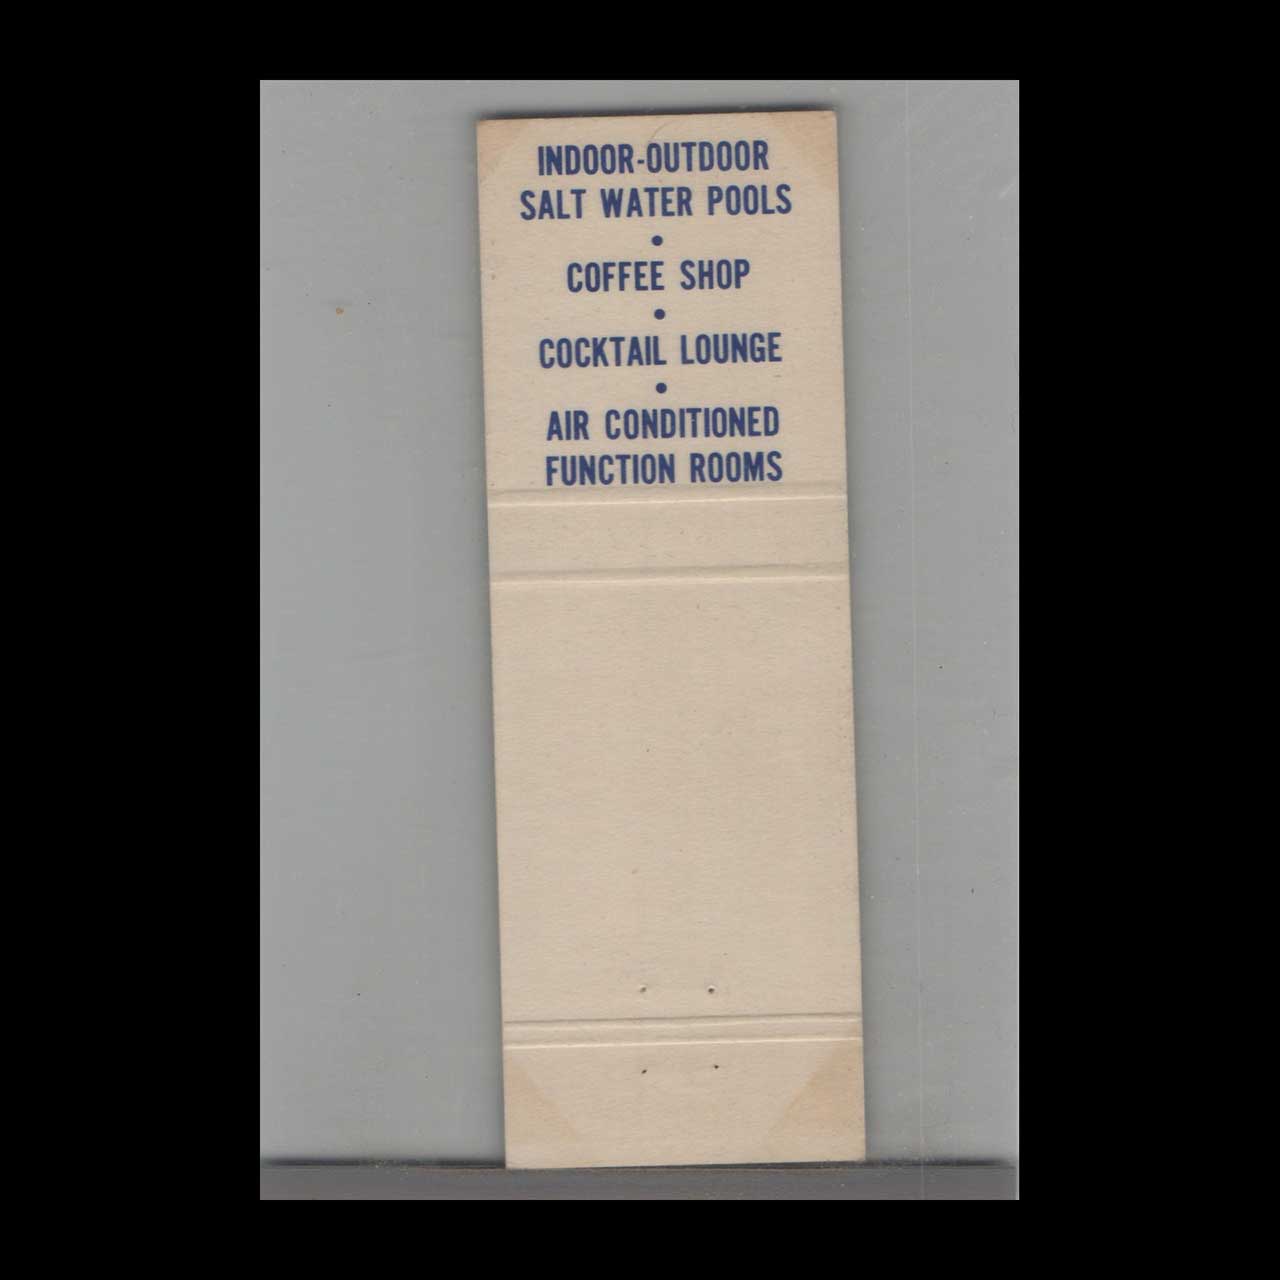 INDOOR-OUTDOOR
SALT WATER POOLS
•
COFFEE SHOP
•
COCKTAIL LOUNGE
•
AIR CONDITIONED
FUNCTION ROOMS